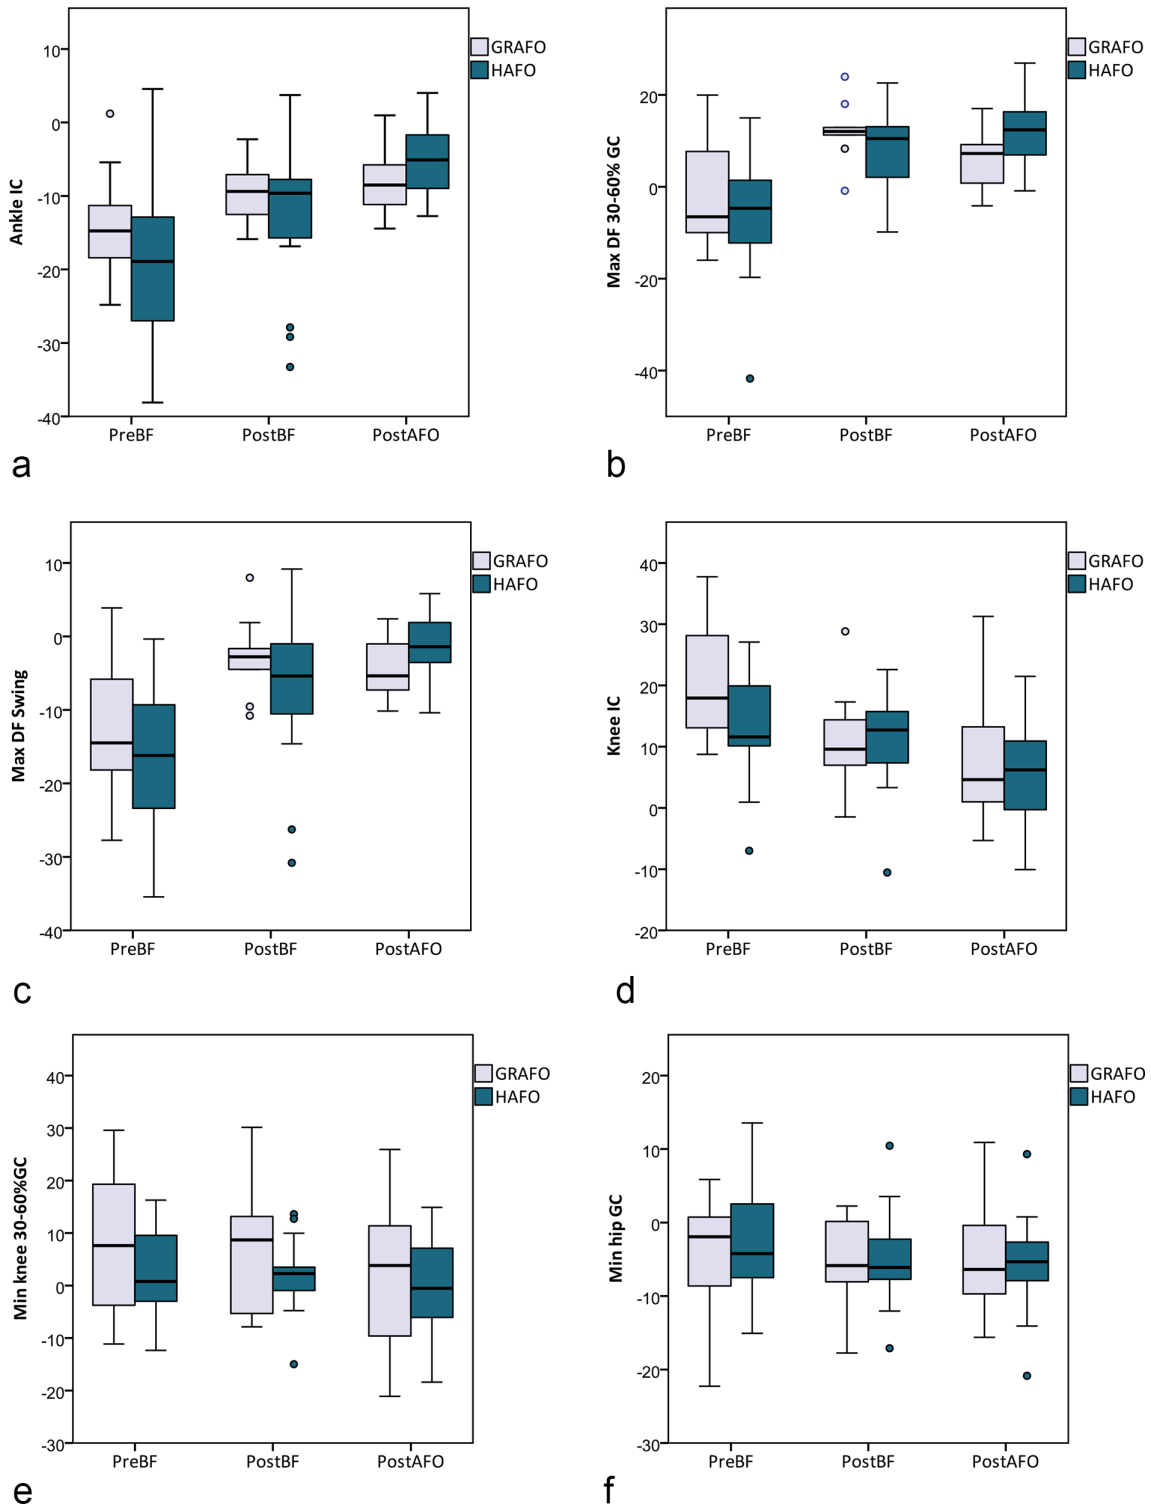 GRAFO
HAFO
10
0
-10
-20
-30
-40
Ankle IC
PreBF
PostBF
PostAFO
a
GRAFO
HAFO
20
0
-20
-40
Max DF 30-60% GC
PreBF
PostBF
PostAFO
b
GRAFO
HAFO
10
0
-10
-20
-30
-40
Max DF Swing
PreBF
PostBF
PostAFO
c
GRAFO
HAFO
40
30
20
10
0
-10
-20
Knee IC
PreBF
PostBF
PostAFO
d
GRAFO
HAFO
40
30
20
10
0
-10
-20
-30
Min knee 30-60%GC
PreBF
PostBF
PostAFO
e
GRAFO
HAFO
20
10
0
-10
-20
-30
Min hip GC
PreBF
PostBF
PostAFO
f